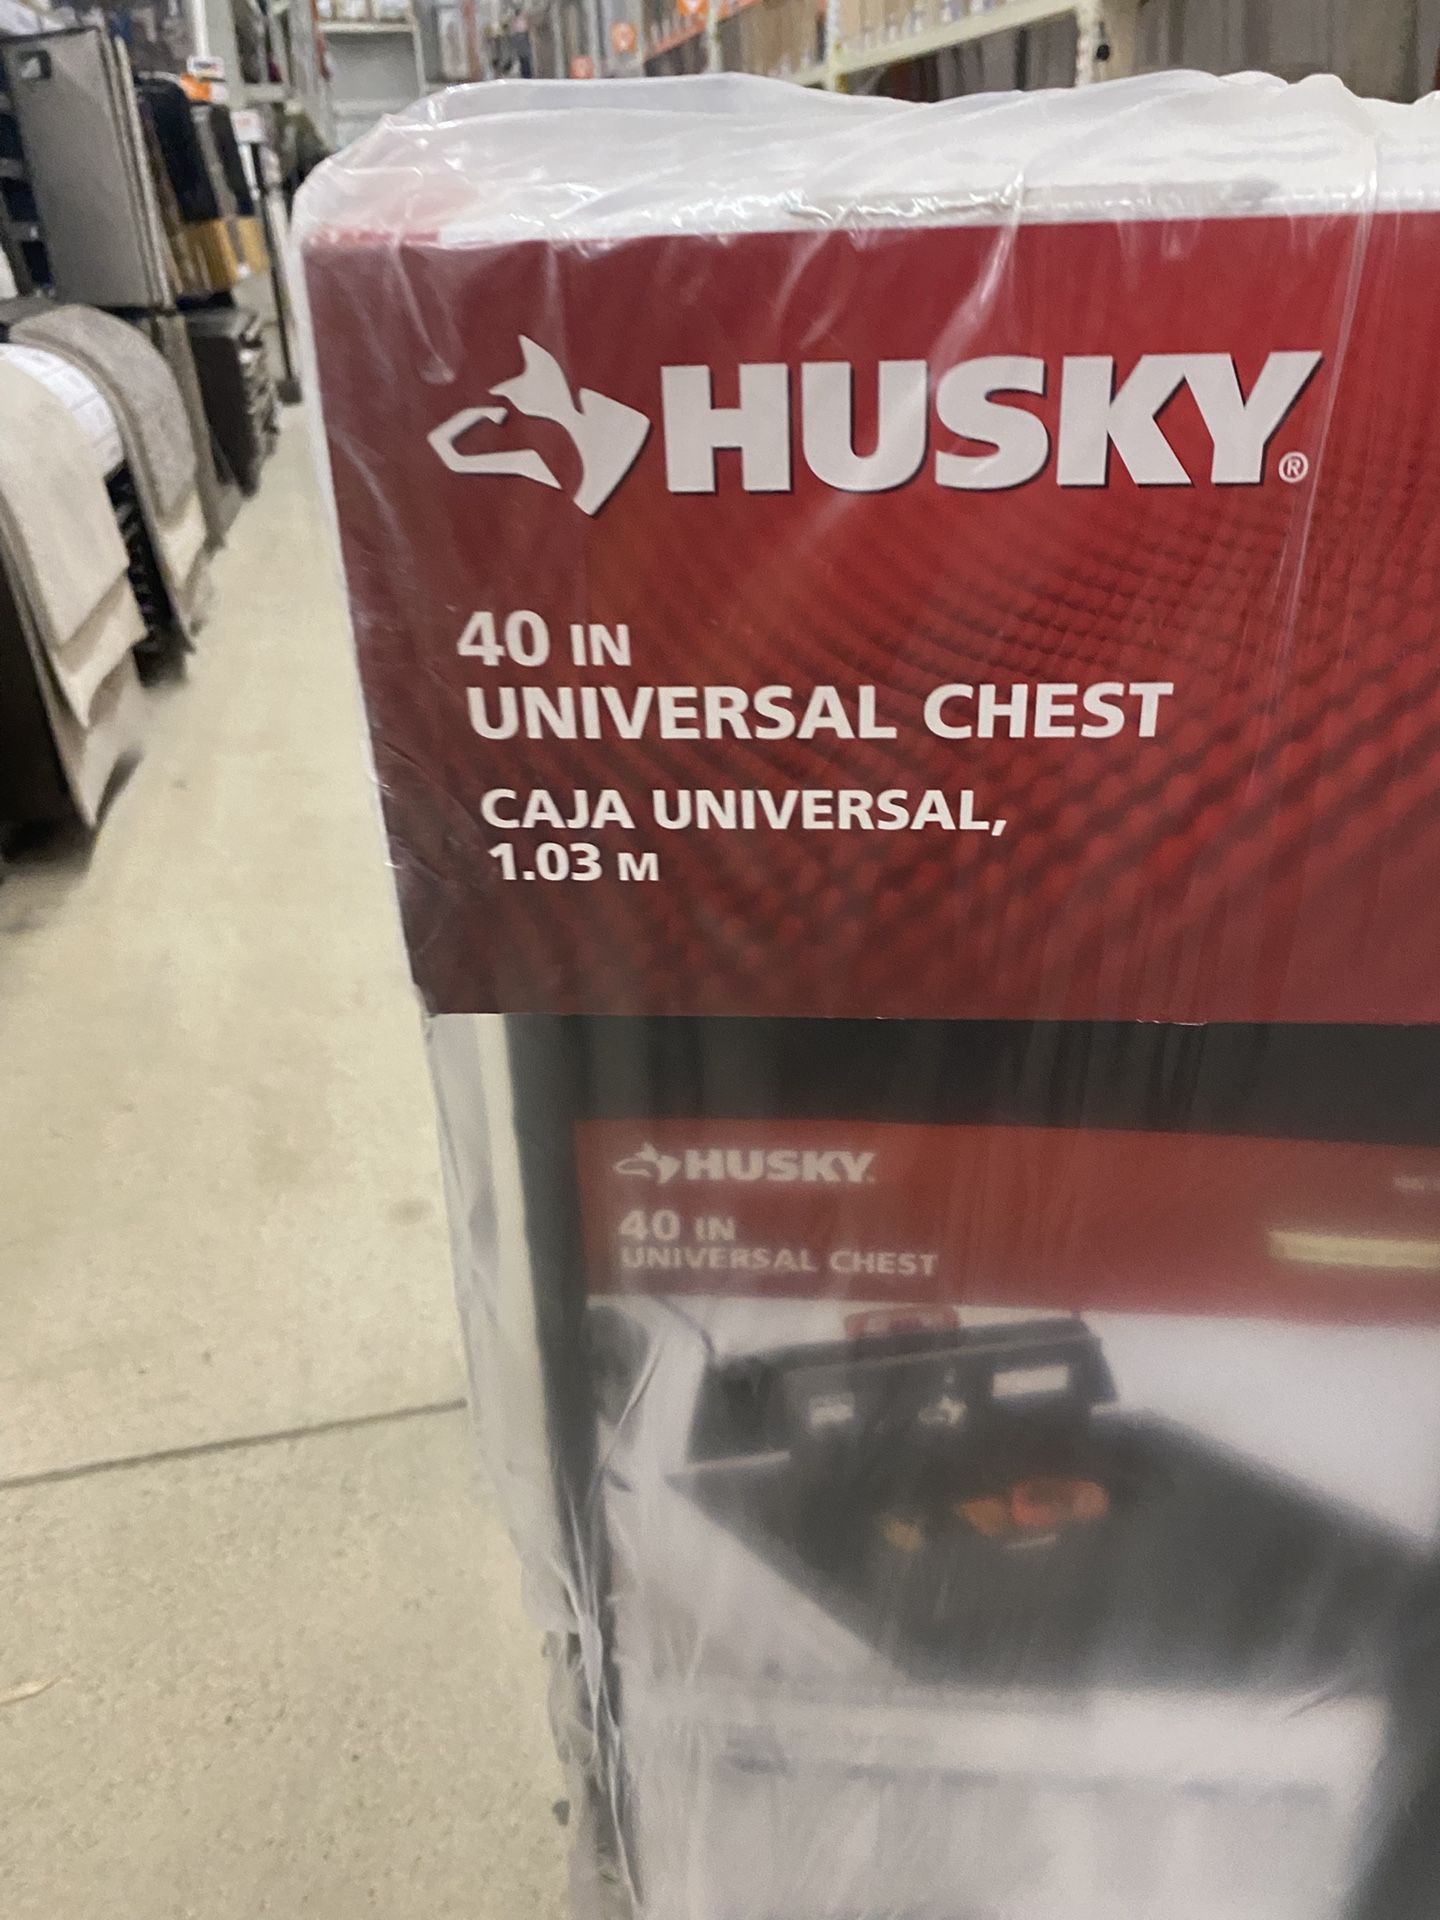 HUSKY®
40 IN
UNIVERSAL CHEST
CAJA UNIVERSAL,
1.03 M
HUSKY
40 IN
UNIVERSAL CHEST